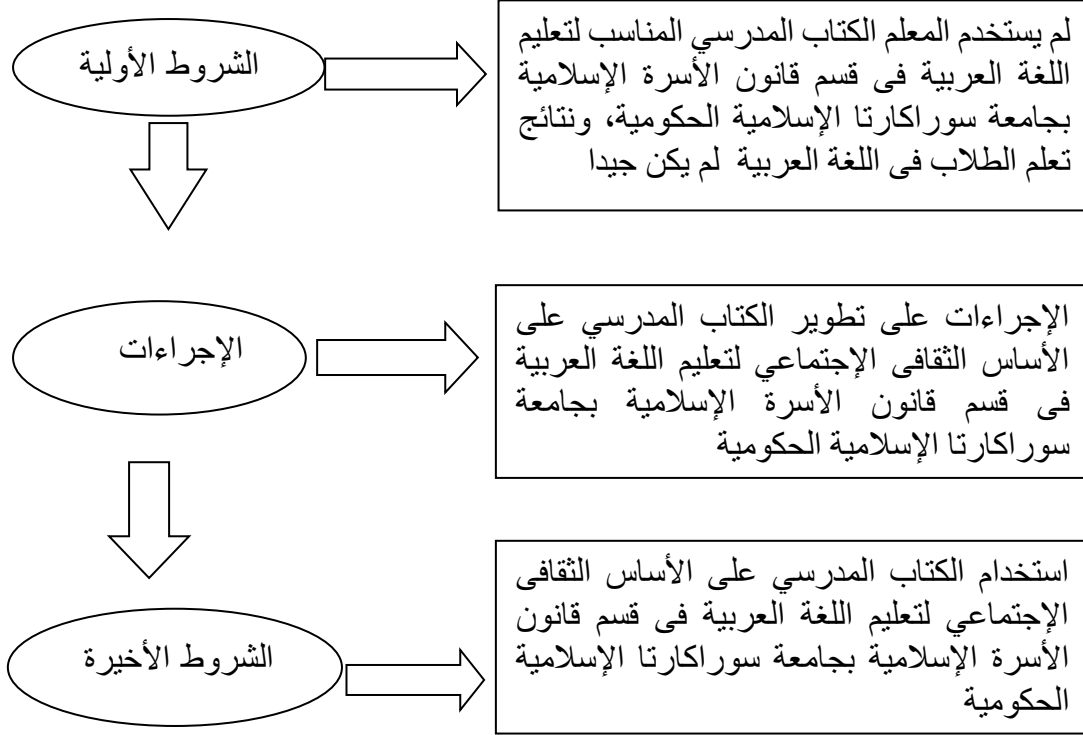 الشروط الأولية
لم يستخدم المعلم الكتاب المدرسي المناسب لتعليم
اللغة العربية فى قسم قانون الأسرة الإسلامية
بجامعة سوراكارتا الإسلامية الحكومية، ونتائج
تعلم الطلاب فى اللغة العربية لم يكن جيدا
الإجراءات
الإجراءات على تطوير الكتاب المدرسي على
الأساس الثقافى الإجتماعي لتعليم اللغة العربية
فى قسم قانون الأسرة الإسلامية بجامعة
سوراكارتا الإسلامية الحكومية
الشروط الأخيرة
استخدام الكتاب المدرسي على الأساس الثقافى
الإجتماعي لتعليم اللغة العربية فى قسم قانون
الأسرة الإسلامية بجامعة سوراكارتا الإسلامية
الحكومية